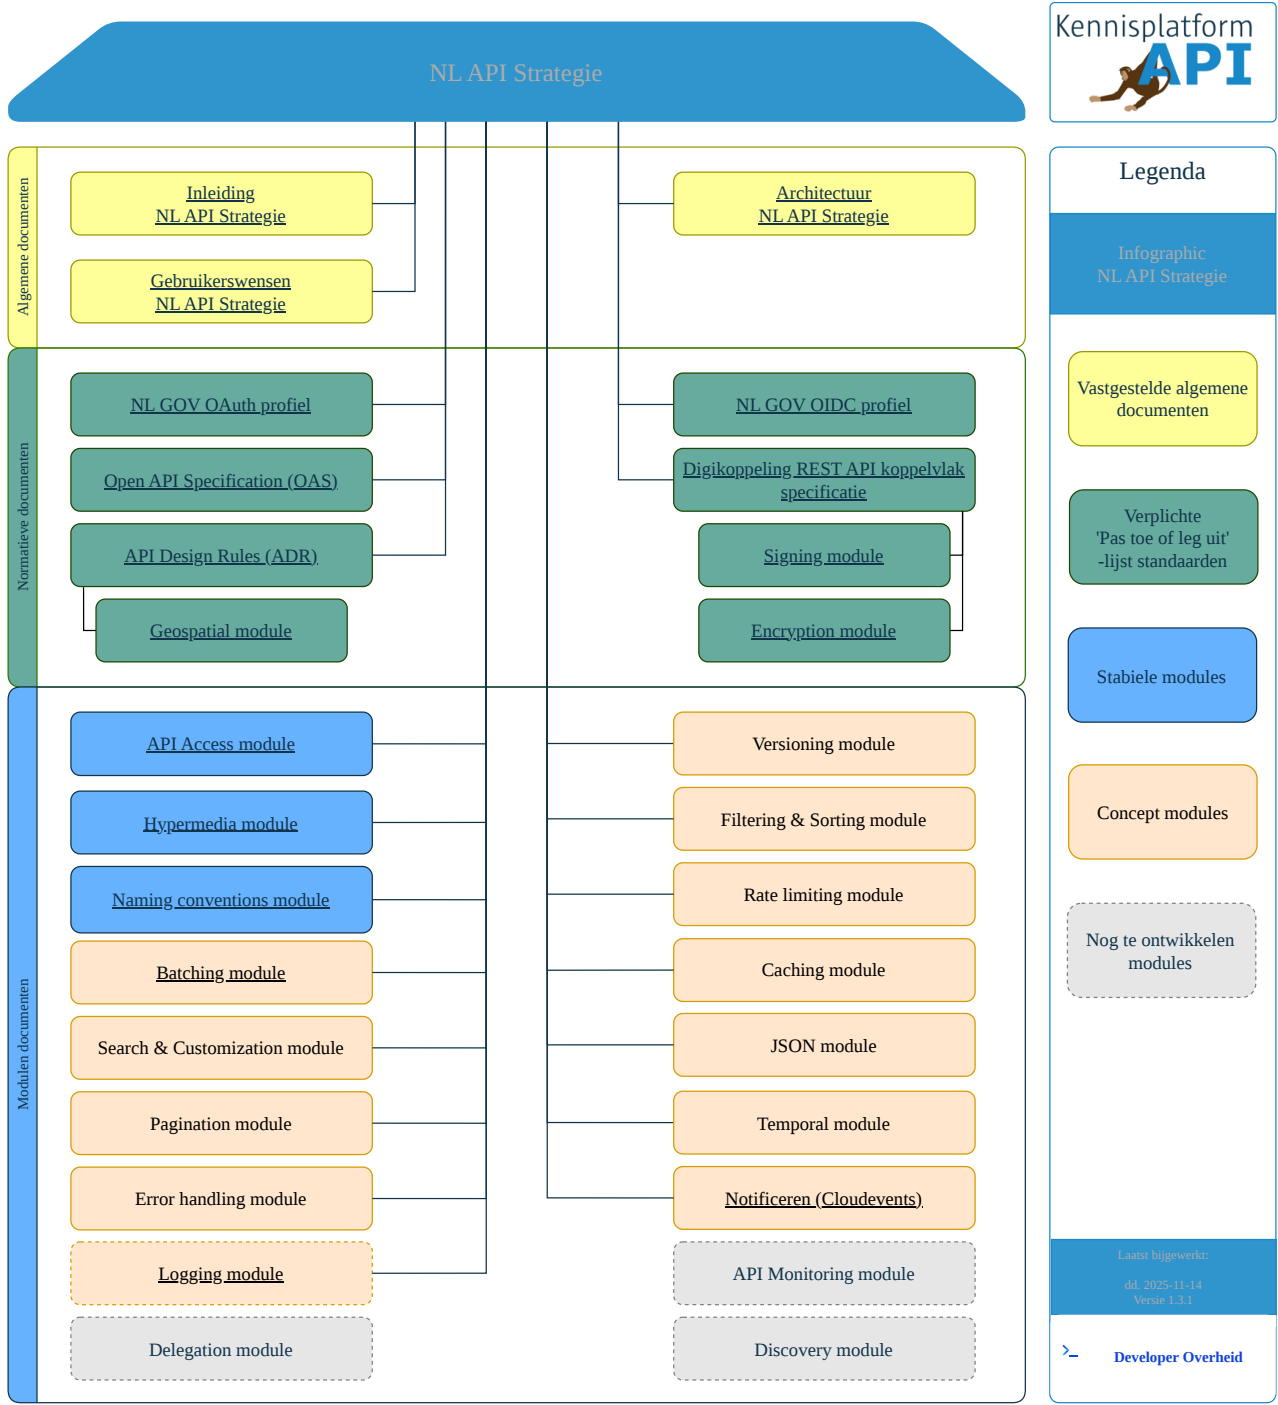 NL API Strategie
Kennisplatform
API
Algemene documenten
Inleiding
NL API Strategie
Architectuur
NL API Strategie
Gebruikerswensen
NL API Strategie
Normatieve documenten
NL GOV OAuth profiel
NL GOV OIDC profiel
Open API Specification (OAS)
Digikoppeling REST API koppelvlak
specificatie
API Design Rules (ADR)
Signing module
Geospatial module
Encryption module
Modulen documenten
API Access module
Versioning module
Hypermedia module
Filtering & Sorting module
Naming conventions module
Rate limiting module
Batching module
Caching module
Search & Customization module
JSON module
Pagination module
Temporal module
Error handling module
Notificeren (Cloudevents)
Logging module
API Monitoring module
Delegation module
Discovery module
Legenda
Infographic
NL API Strategie
Vastgestelde algemene
documenten
Verplichte
'Pas toe of leg uit'
-lijst standaarden
Stabiele modules
Concept modules
Nog te ontwikkelen
modules
Laatst bijgewerkt:
dd. 2025-11-14
Versie 1.3.1
Developer Overheid